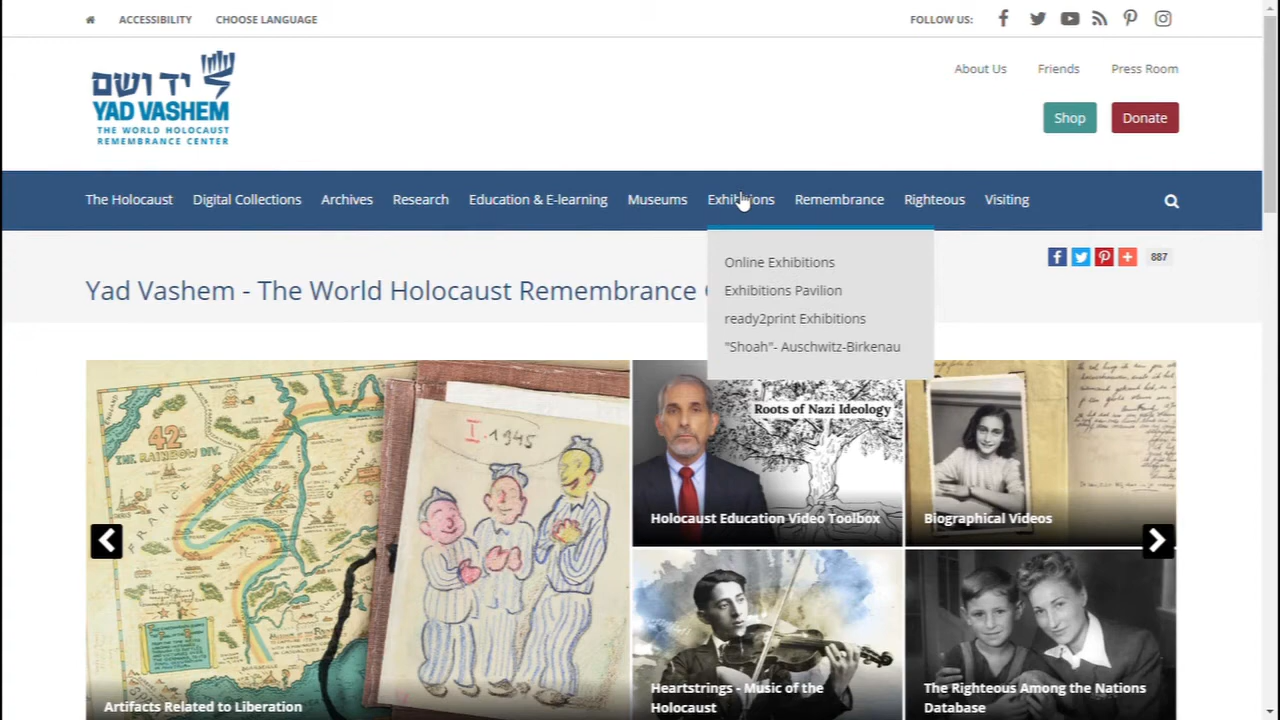 ACCESSIBILITY CHOOSE LANGUAGE FOLLOW US:
About Us Friends Press Room
יד ושם
YAD VASHEM
THE WORLD HOLOCAUST
REMEMBRANCE CENTER
Shop Donate
The Holocaust Digital Collections Archives Research Education & E-learning Museums Exhibitions Remembrance Righteous Visiting
Online Exhibitions
Exhibitions Pavilion
ready2print Exhibitions
"Shoah"- Auschwitz-Birkenau
887
Yad Vashem - The World Holocaust Remembrance
42nd
THE RAINBOW DIV.
FRANCE
GERMANY
I. 1945
Artifacts Related to Liberation
Roots of Nazi Ideology
Holocaust Education Video Toolbox
Biographical Videos
Heartstrings - Music of the
Holocaust
The Righteous Among the Nations
Database